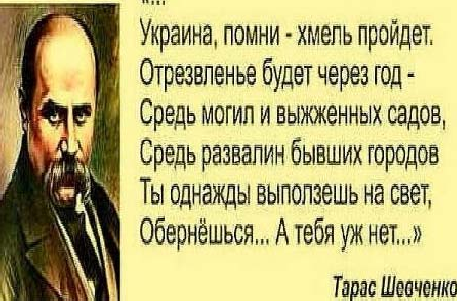 «...
Украина, помни - хмель пройдет.
Отрезвленье будет через год -
Средь могил и выжженных садов,
Средь развалин бывших городов
Ты однажды выползешь на свет,
Обернёшься... А тебя уж нет...»
Тарас Шевченко